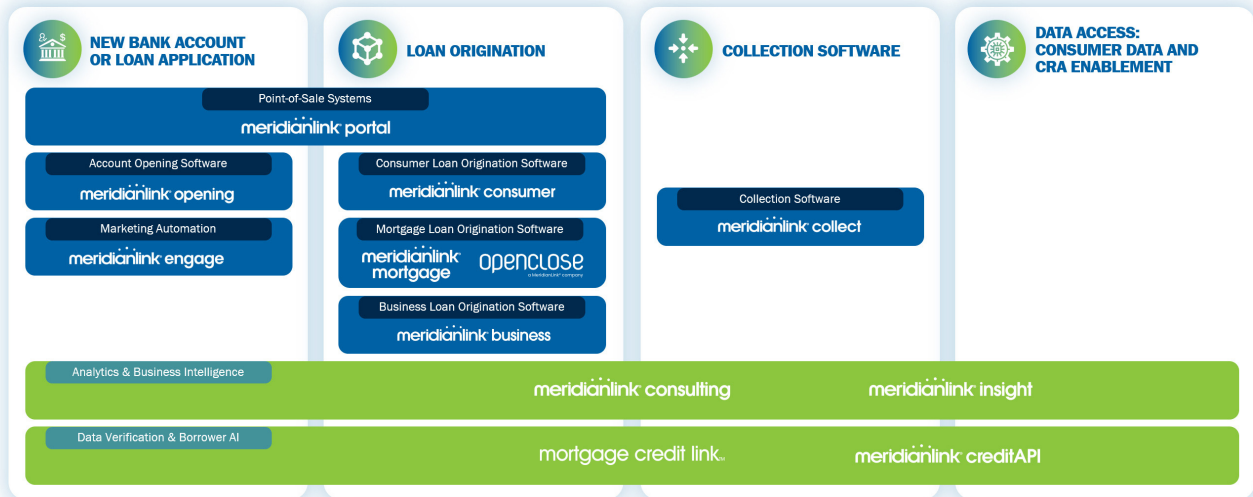 & $
NEW BANK ACCOUNT
OR LOAN APPLICATION
LOAN ORIGINATION
COLLECTION SOFTWARE
DATA ACCESS:
CONSUMER DATA AND
CRA ENABLEMENT
Point-of-Sale Systems
meridianlink portal
Account Opening Software
meridianlink opening
Marketing Automation
meridianlink engage
Consumer Loan Origination Software
meridianlink consumer
Mortgage Loan Origination Software
meridianlink
mortgage
openclose
a MeridianLink company
Business Loan Origination Software
meridianlink business
Collection Software
meridianlink collect
Analytics & Business Intelligence
meridianlink consulting
meridianlink insight
Data Verification & Borrower AI
mortgage credit link
meridianlink creditAPI